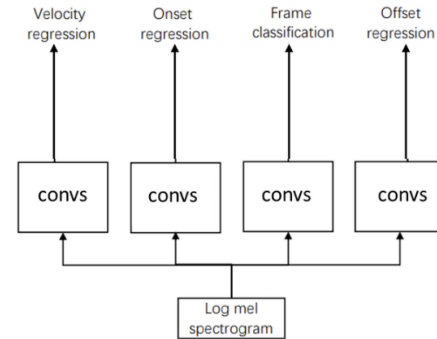 Velocity
regression
Onset
regression
Frame
classification
Offset
regression
convs
convs
convs
convs
Log mel
spectrogram